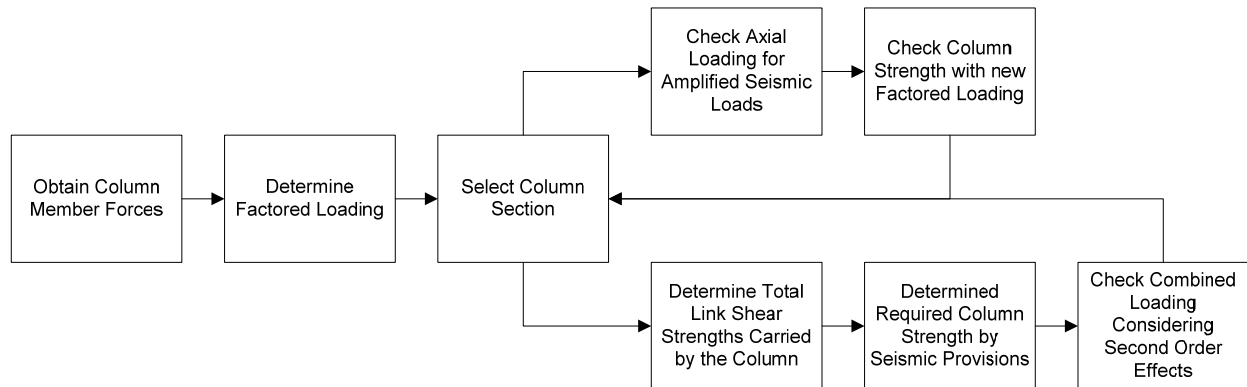 Check Axial
Loading for
Amplified Seismic
Loads
Check Column
Strength with new
Factored Loading
Obtain Column
Member Forces
Determine
Factored Loading
Select Column
Section
Determine Total
Link Shear
Strengths Carried
by the Column
Determined
Required Column
Strength by
Seismic Provisions
Check Combined
Loading
Considering
Second Order
Effects